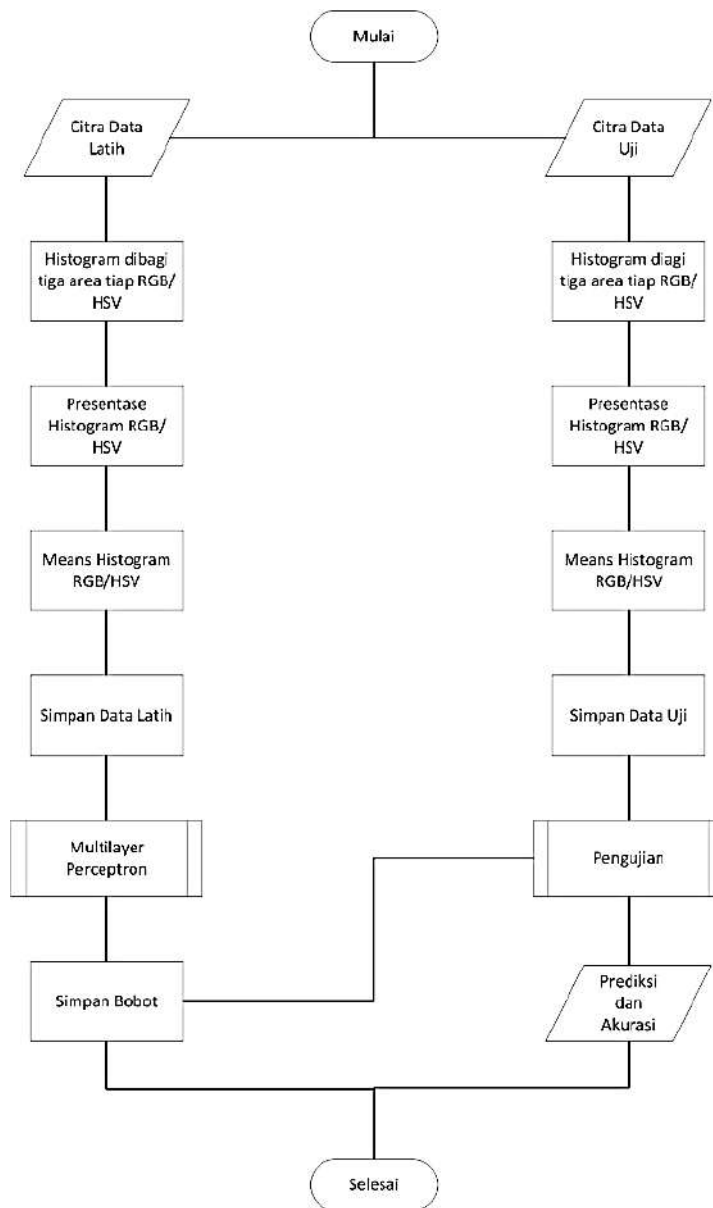 Mulai
Citra Data
Latih
Citra Data
Uji
Histogram dibagi
tiga area tiap RGB/
HSV
Histogram diagi
tiga area tiap RGB/
HSV
Presentase
Histogram RGB/
HSV
Presentase
Histogram RGB/
HSV
Means Histogram
RGB/HSV
Means Histogram
RGB/HSV
Simpan Data Latih
Simpan Data Uji
Multilayer
Perceptron
Pengujian
Simpan Bobot
Prediksi
dan
Akurasi
Selesai